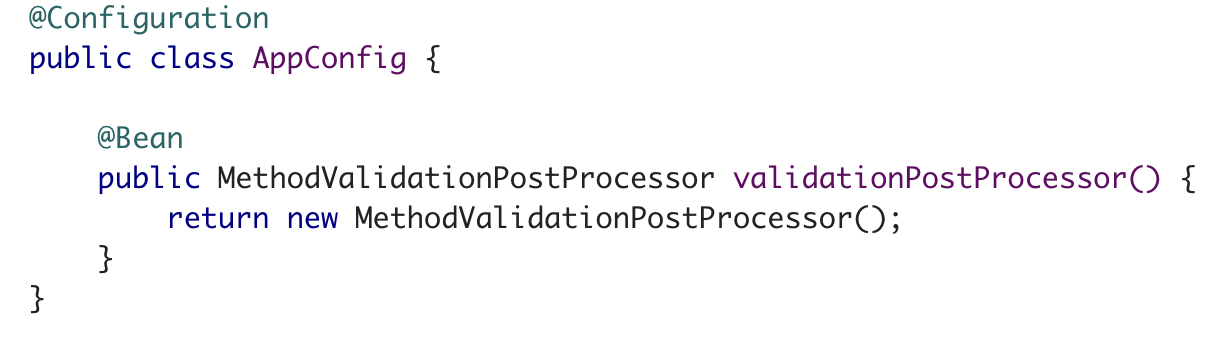 @Configuration
public class AppConfig {
@Bean
public MethodValidationPostProcessor validationPostProcessor() {
return new MethodValidationPostProcessor();
}
}